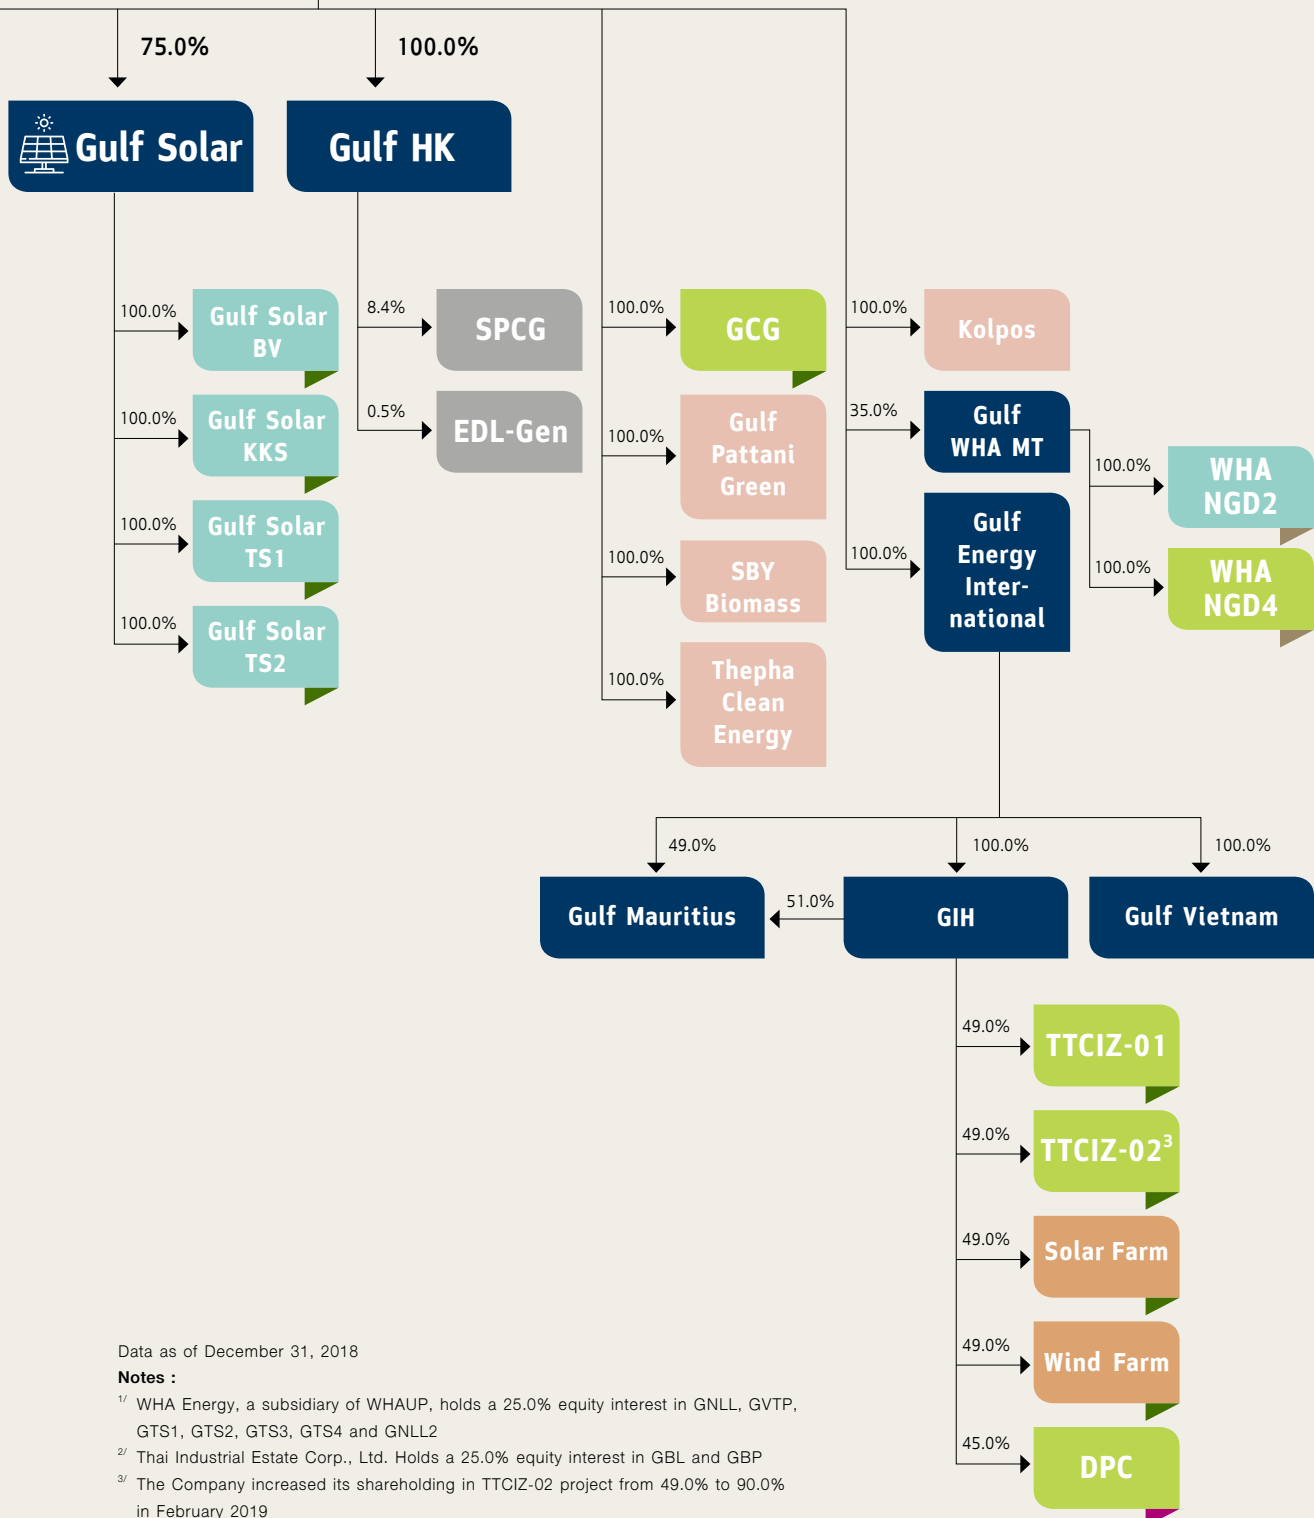 75.0%
100.0%
Gulf Solar
Gulf HK
100.0%
Gulf Solar
BV
100.0%
Gulf Solar
KKS
100.0%
Gulf Solar
TS1
100.0%
Gulf Solar
TS2
8.4%
SPCG
0.5%
EDL-Gen
100.0%
GCG
100.0%
Gulf
Pattani
Green
100.0%
SBY
Biomass
100.0%
Thepha
Clean
Energy
100.0%
Kolpos
35.0%
Gulf
WHA MT
100.0%
Gulf
Energy
Inter-
national
100.0%
WHA
NGD2
100.0%
WHA
NGD4
49.0%
100.0%
100.0%
Gulf Mauritius
51.0%
GIH
Gulf Vietnam
49.0%
TTCIZ-01
49.0%
TTCIZ-02³
49.0%
Solar Farm
49.0%
Wind Farm
45.0%
DPC
Data as of December 31, 2018
Notes :
1/ WHA Energy, a subsidiary of WHAUP, holds a 25.0% equity interest in GNLL, GVTP,
GTS1, GTS2, GTS3, GTS4 and GNLL2
2/ Thai Industrial Estate Corp., Ltd. Holds a 25.0% equity interest in GBL and GBP
3/ The Company increased its shareholding in TTCIZ-02 project from 49.0% to 90.0%
in February 2019